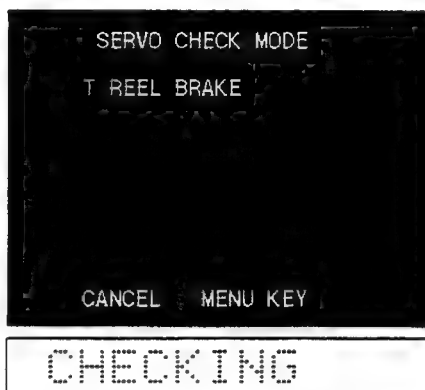 SERVO CHECK MODE
T REEL BRAKE
CANCEL MENU KEY
CHECKING